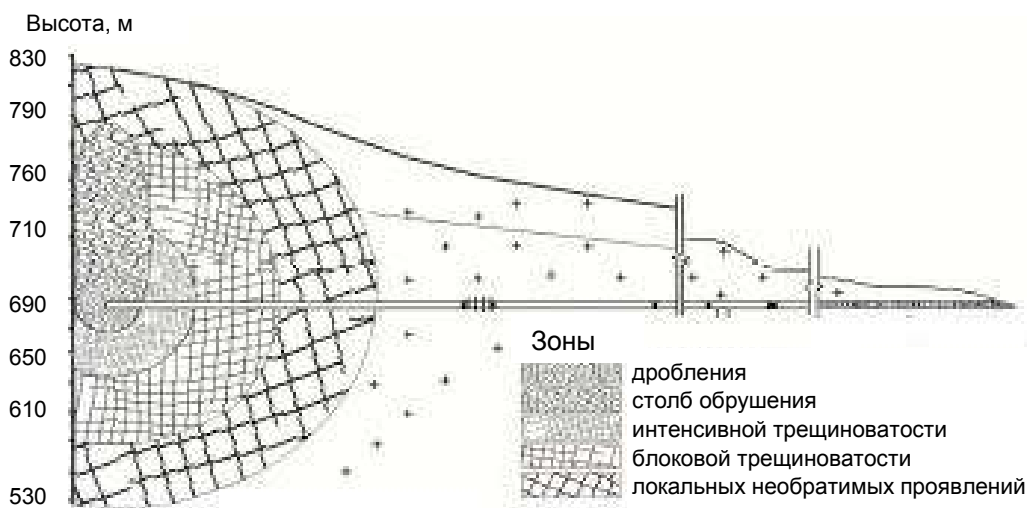 Высота, м
830
790
760
710
690
650
610
530
Зоны
дробления
столб обрушения
интенсивной трещиноватости
блоковой трещиноватости
локальных необратимых проявлений